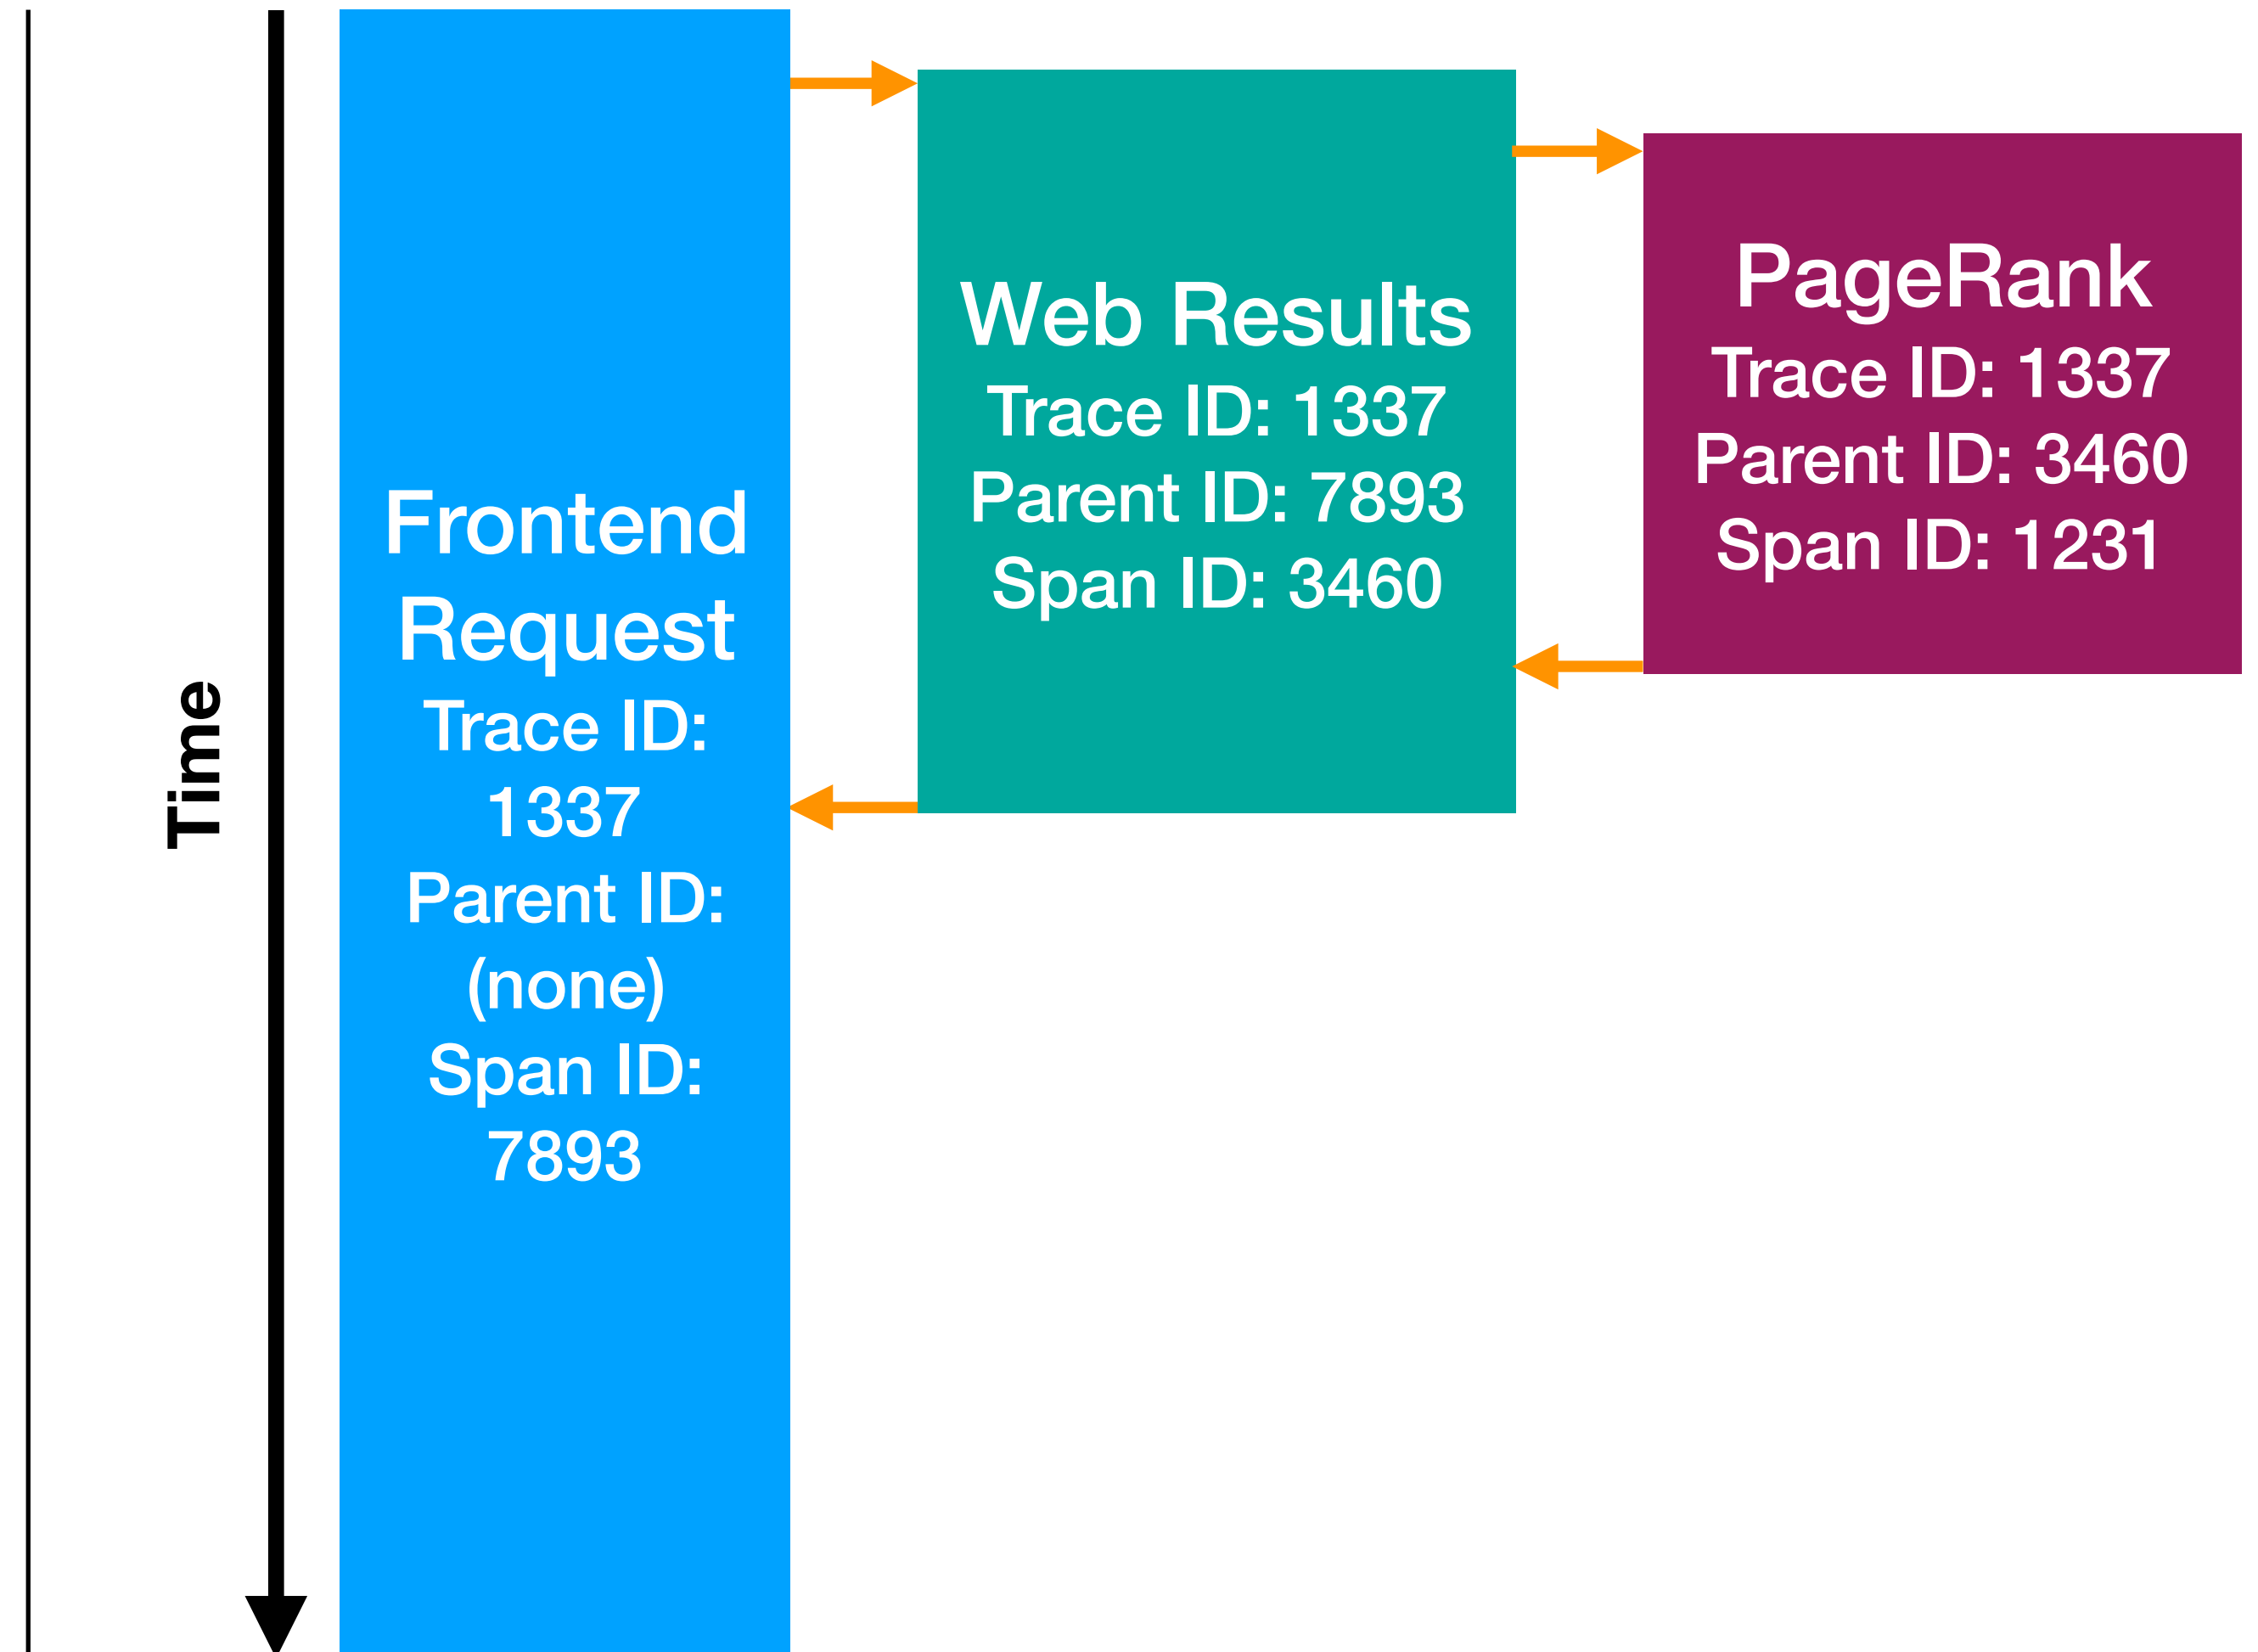 Time
Frontend
Request
Trace ID:
1337
Parent ID:
(none)
Span ID:
7893
Web Results
Trace ID: 1337
Parent ID: 7893
Span ID: 3460
PageRank
Trace ID: 1337
Parent ID: 3460
Span ID: 1231